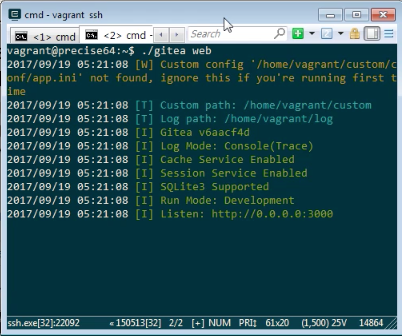 cmd - vagrant ssh
<1> cmd
<2> cmd -
Search
vagrant@precise64:~$ ./gitea web
2017/09/19 05:21:08 [W] Custom config '/home/vagrant/custom/c
onf/app.ini' not found, ignore this if you're running first t
ime
2017/09/19 05:21:08 [T] Custom path: /home/vagrant/custom
2017/09/19 05:21:08 [T] Log path: /home/vagrant/log
2017/09/19 05:21:08 [I] Gitea v6aacf4d
2017/09/19 05:21:08 [I] Log Mode: Console(Trace)
2017/09/19 05:21:08 [I] Cache Service Enabled
2017/09/19 05:21:08 [I] Session Service Enabled
2017/09/19 05:21:08 [I] SQLite3 Supported
2017/09/19 05:21:08 [I] Run Mode: Development
2017/09/19 05:21:08 [I] Listen: http://0.0.0.0:3000
ssh.exe[32]:22092 « 150513[32] 2/2 [+] NUM PRI‡ 61x20 (1,500) 25V 14864